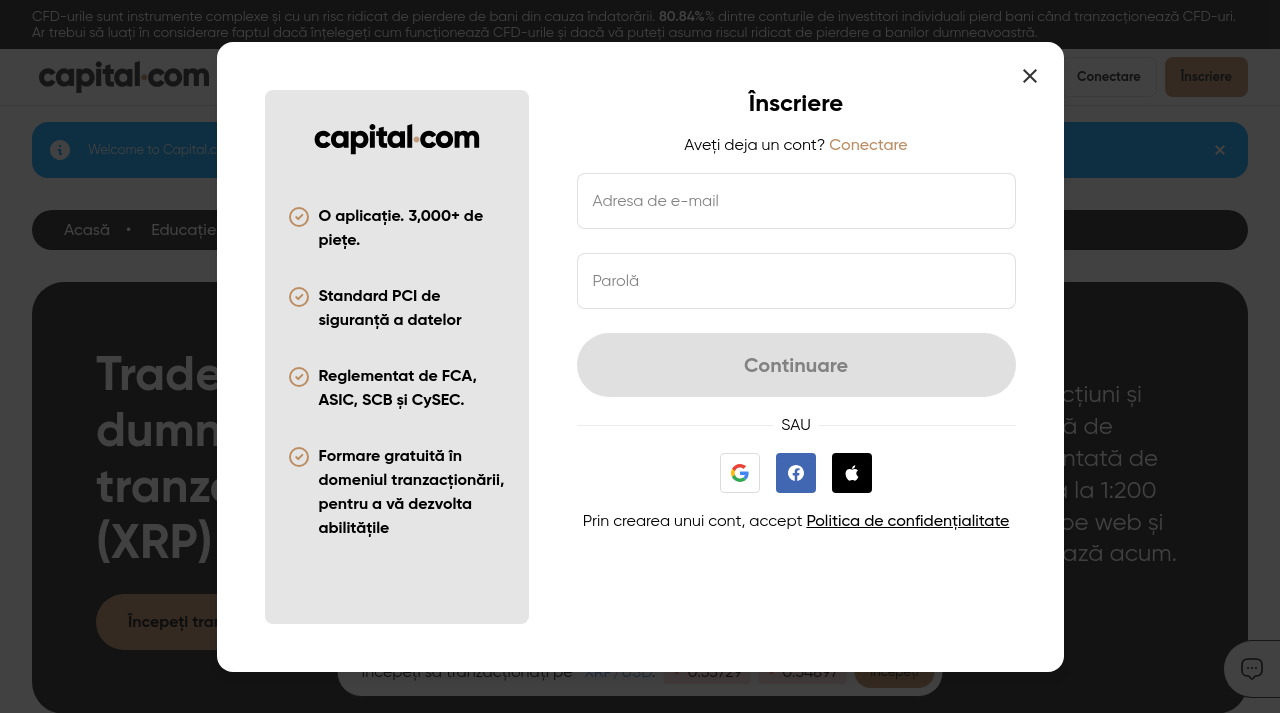 CFD-urile sunt instrumente complexe și cu un risc ridicat de pierdere de bani din cauza îndatorării. 80.84%% dintre conturile de investitori individuali pierd bani când tranzacționează CFD-uri.
Ar trebui să luați în considerare faptul dacă înțelegeți cum funcționează CFD-urile și dacă vă puteți asuma riscul ridicat de pierdere a banilor dumneavoastră.
capital.com
Conectare
Înscriere
Welcome to Capital.c
Acasă
Educație
Trade
dumn
tranza
(XRP)
Începeți tran
cțiuni și
ă de
ntată de
a la 1:200
pe web și
ază acum.
capital.com
O aplicație. 3,000+ de
piețe.
Standard PCI de
siguranță a datelor
Reglementat de FCA,
ASIC, SCB și CySEC.
Formare gratuită în
domeniul tranzacționării,
pentru a vă dezvolta
abilitățile
Înscriere
Aveți deja un cont? Conectare
Adresa de e-mail
Parolă
Continuare
SAU
Prin crearea unui cont, accept Politica de confidențialitate
Începeți să tranzacționați pe XRP/USD: